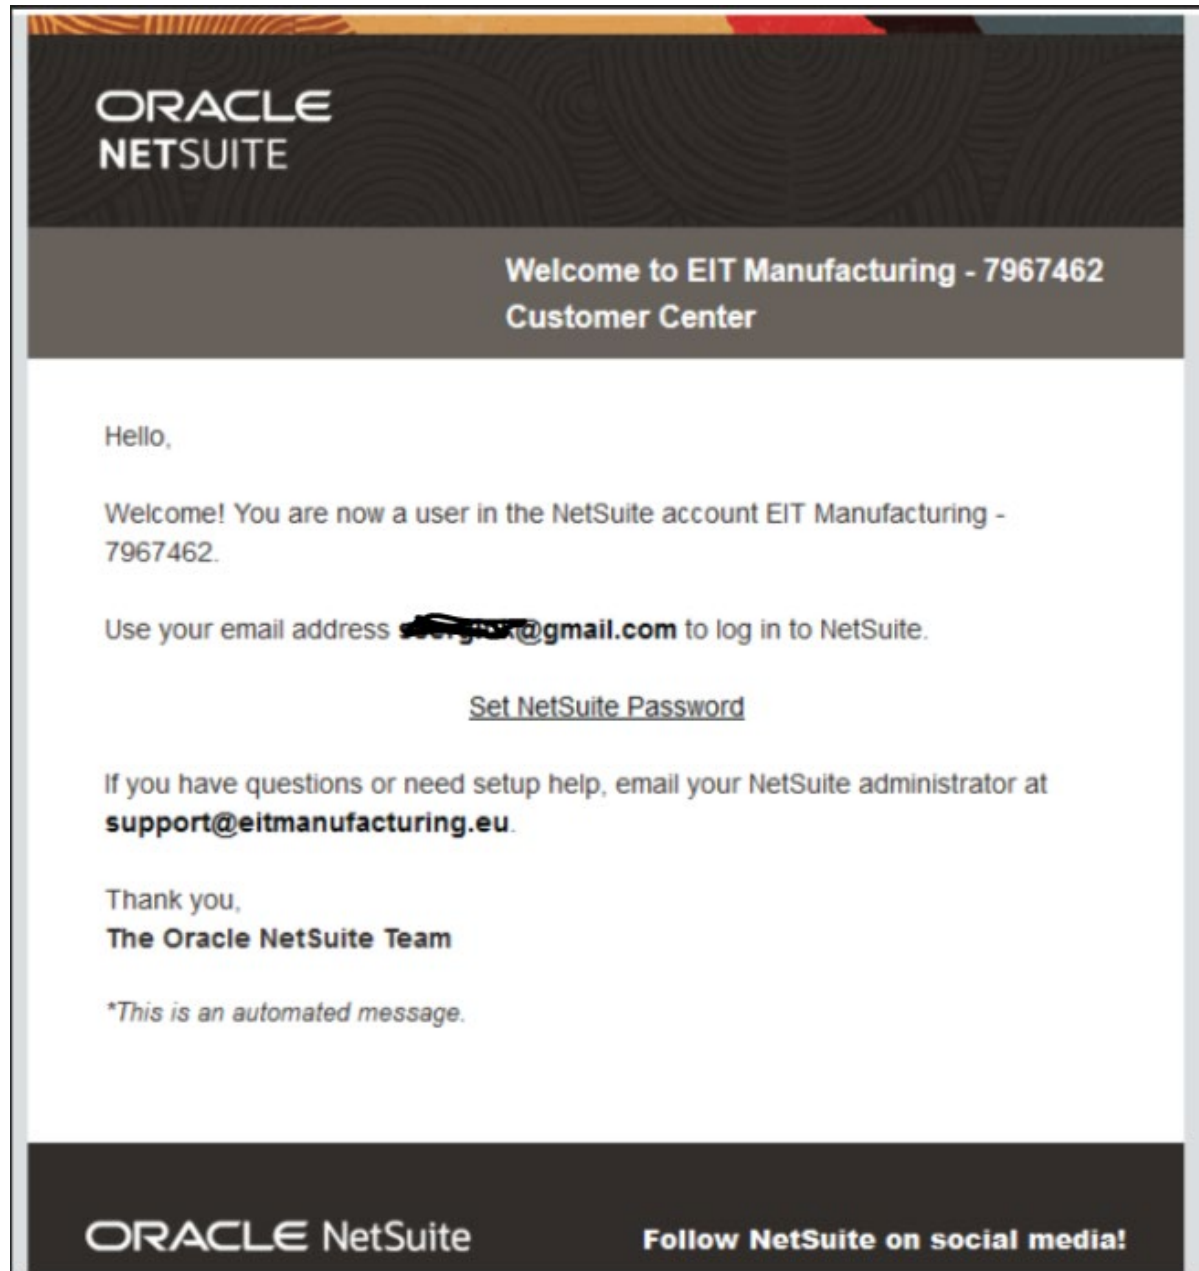 ORACLE
NETSUITE
Welcome to EIT Manufacturing - 7967462
Customer Center
Hello,
Welcome! You are now a user in the NetSuite account EIT Manufacturing -
7967462.
Use your email address @gmail.com to log in to NetSuite.
Set NetSuite Password
If you have questions or need setup help, email your NetSuite administrator at
support@eitmanufacturing.eu.
Thank you,
The Oracle NetSuite Team
*This is an automated message.
ORACLE NetSuite
Follow NetSuite on social media!